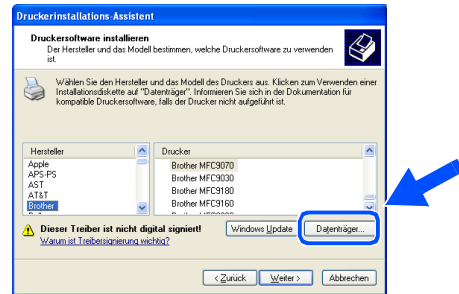 Druckerinstallations-Assistent
Druckersoftware installieren
Der Hersteller und das Modell bestimmen, welche Druckersoftware zu verwenden
ist.
Wählen Sie den Hersteller und das Modell des Druckers aus. Klicken zum Verwenden einer
Installationsdiskette auf "Datenträger". Informieren Sie sich in der Dokumentation für
kompatible Druckersoftware, falls der Drucker nicht aufgeführt ist.
Hersteller
Apple
APS-PS
AST
AT&T
Brother
Drucker
Brother MFC9070
Brother MFC9030
Brother MFC9180
Brother MFC9160
Dieser Treiber ist nicht digital signiert!
Warum ist Treibersignierung wichtig?
Windows Update
Datenträger...
< Zurück
Weiter >
Abbrechen